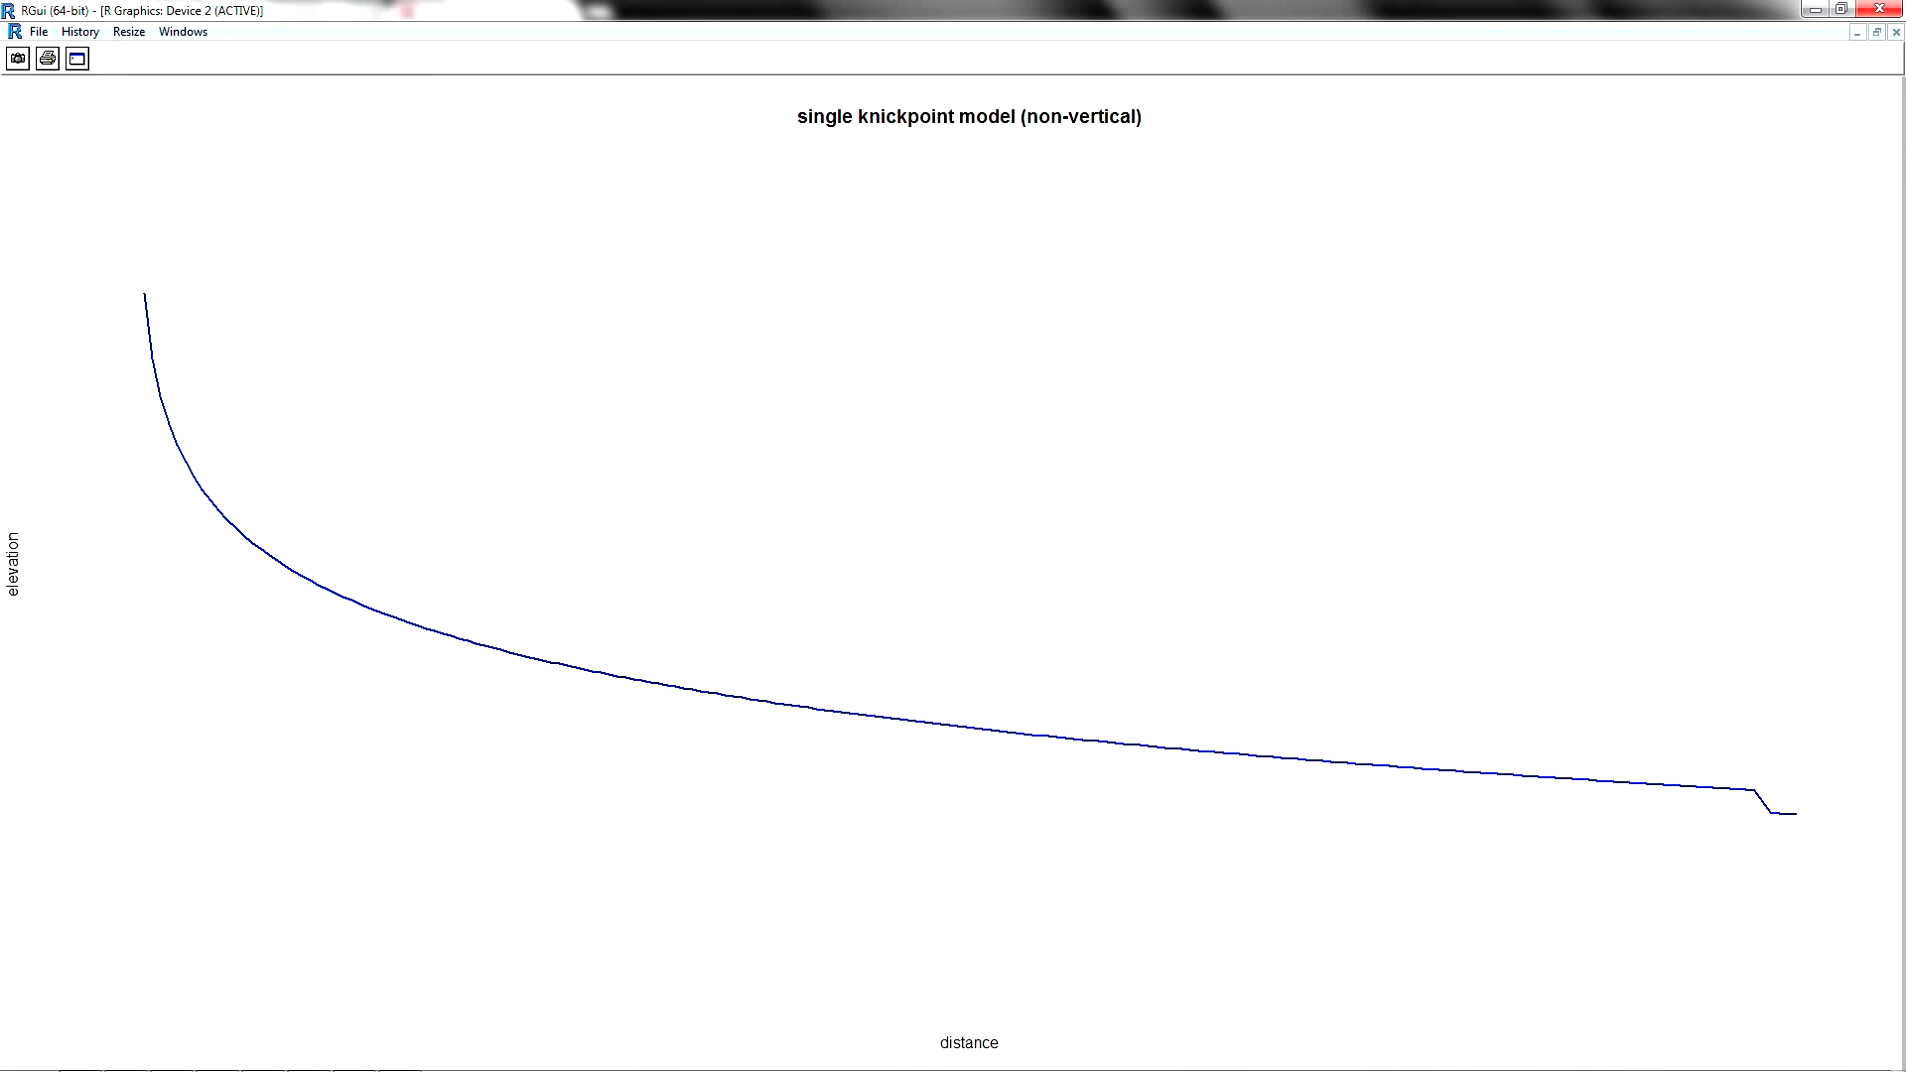 RGui (64-bit) - [R Graphics: Device 2 (ACTIVE)]
File History Resize Windows
single knickpoint model (non-vertical)
elevation
distance